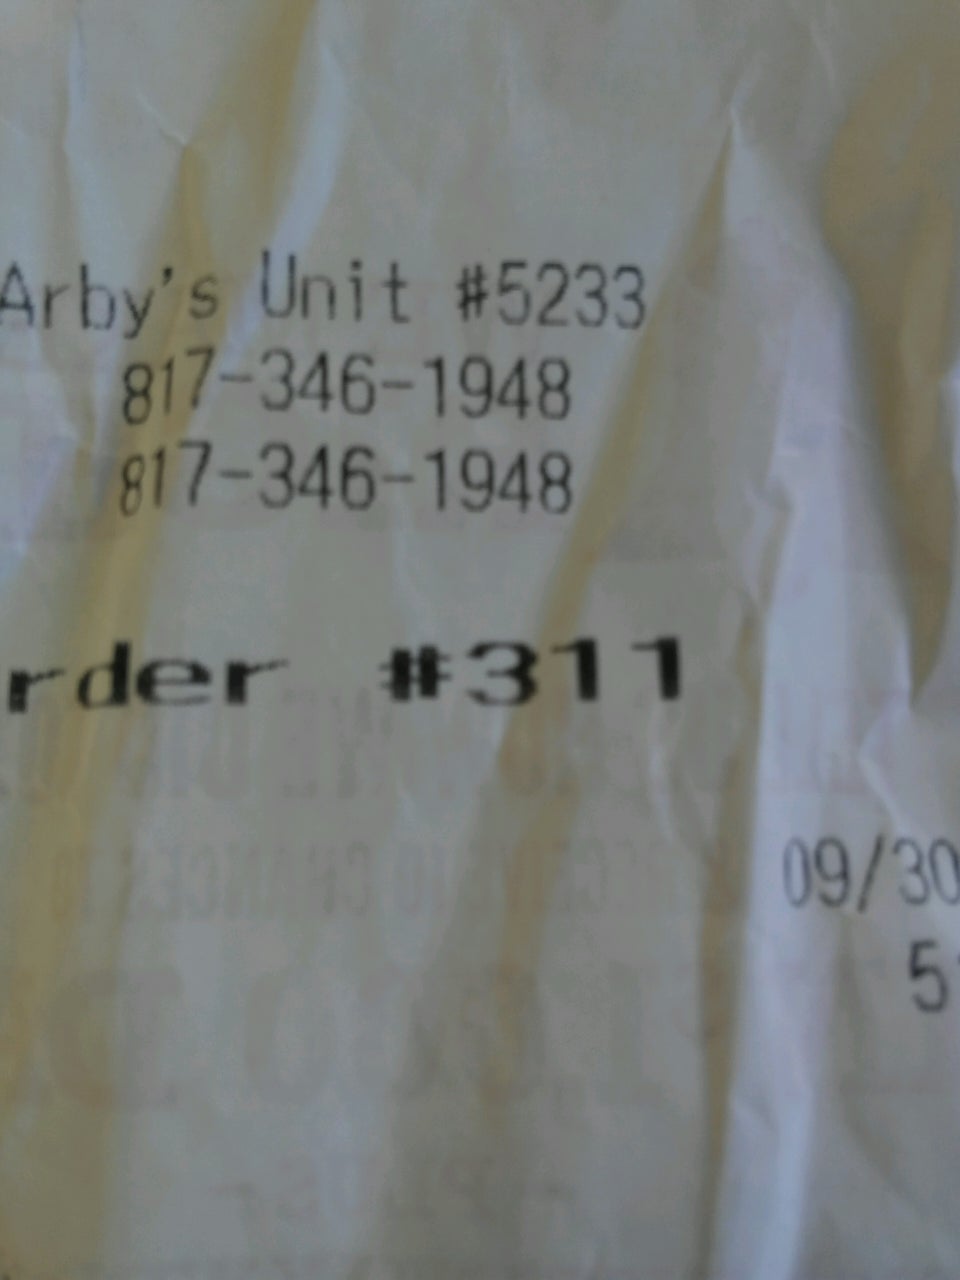 Arby's Unit #5233
817-346-1948
817-346-1948
rder #311
09/30
5